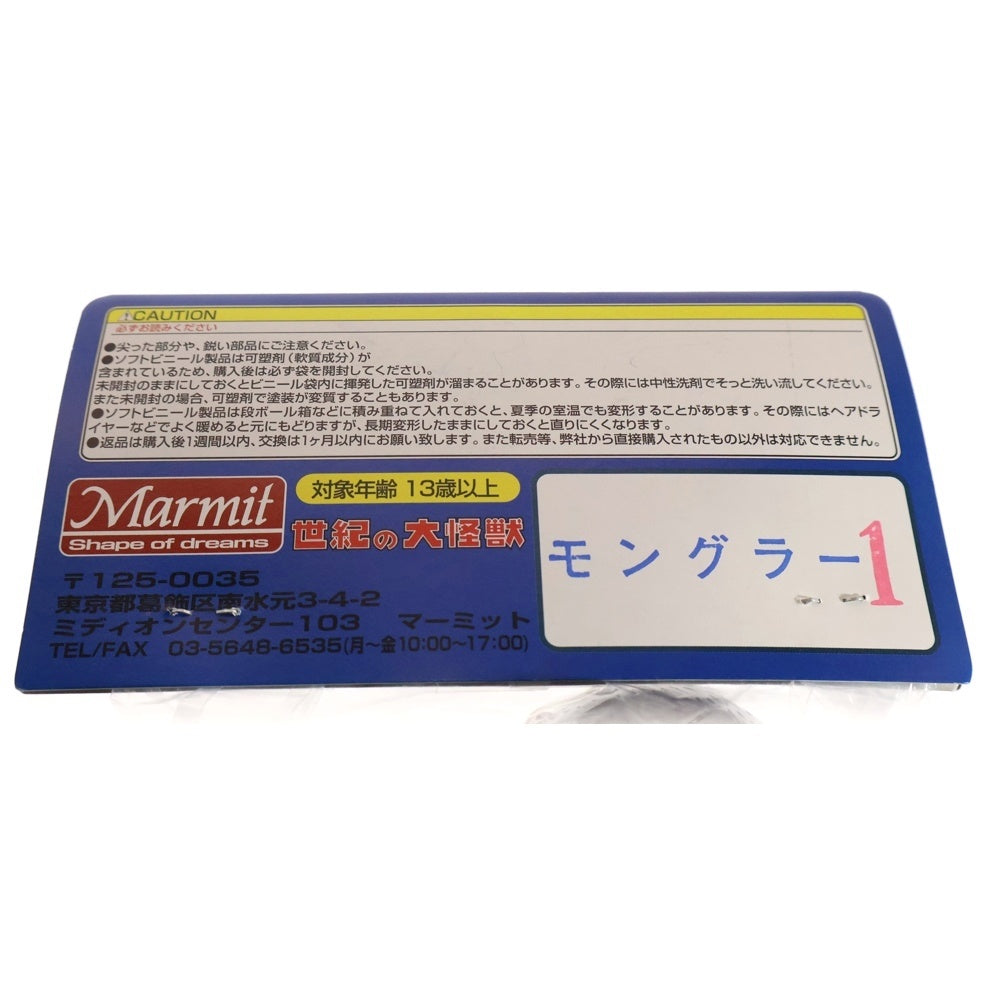 CAUTION
必ずお読みください
●尖った部分や、鋭い部品にご注意ください。
●ソフトビニール製品は可塑剤（軟質成分）が
含まれているため、購入後は必ず袋を開封してください。
未開封のままにしておくとビニール袋内に揮発した可塑剤が溜まることがあります。その際には中性洗剤でそっと洗い流してください。
また未開封の場合、可塑剤で塗装が変質することもあります。
●ソフトビニール製品は段ボール箱などに積み重ねて入れておくと、夏季の室温でも変形することがあります。その際にはヘアドラ
イヤーなどでよく暖めると元にもどりますが、長期変形したままにしておくと直りにくくなります。
●返品は購入後1週間以内、交換は1ヶ月以内にお願い致します。また転売等、弊社から直接購入されたもの以外は対応できません。
Marmit
Shape of dreams
対象年齢 13歳以上
世紀の大怪獣
〒125-0035
東京都葛飾区南水元3-4-2
ミディオンセンター103 マーミット
TEL/FAX 03-5648-6535(月～金10:00～17:00)
モングラー1